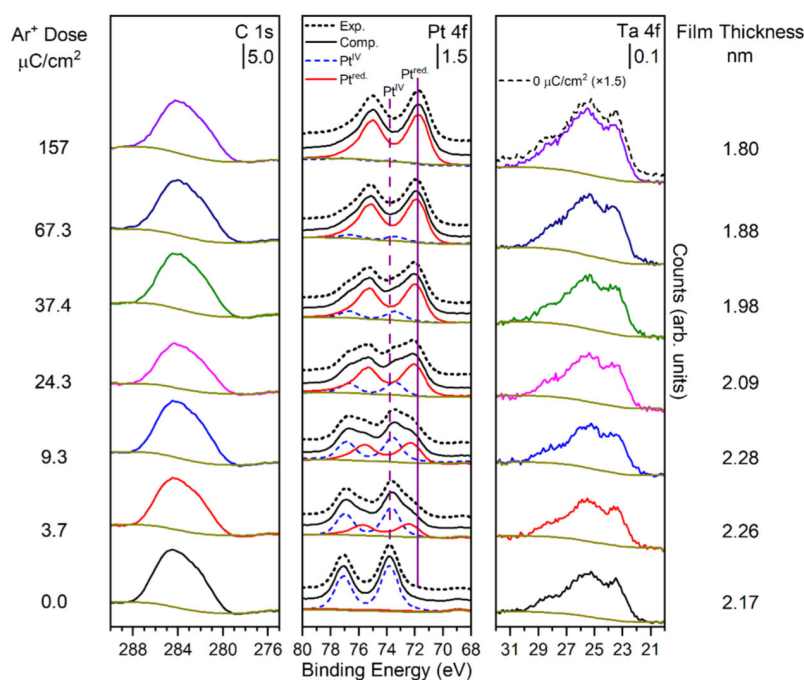 Ar⁺ Dose
μC/cm²
C 1s
5.0
Exp.
Comp.
Pt^IV
Pt^red.
Pt 4f
1.5
Pt^IV
Pt^red.
Ta 4f
0.1
0 μC/cm² (×1.5)
Film Thickness
nm
157
1.80
67.3
1.88
37.4
1.98
24.3
2.09
9.3
2.28
3.7
2.26
0.0
2.17
Counts (arb. units)
288 284 280 276
80 78 76 74 72 70 68
32 31 29 27 25 23 21 20
Binding Energy (eV)